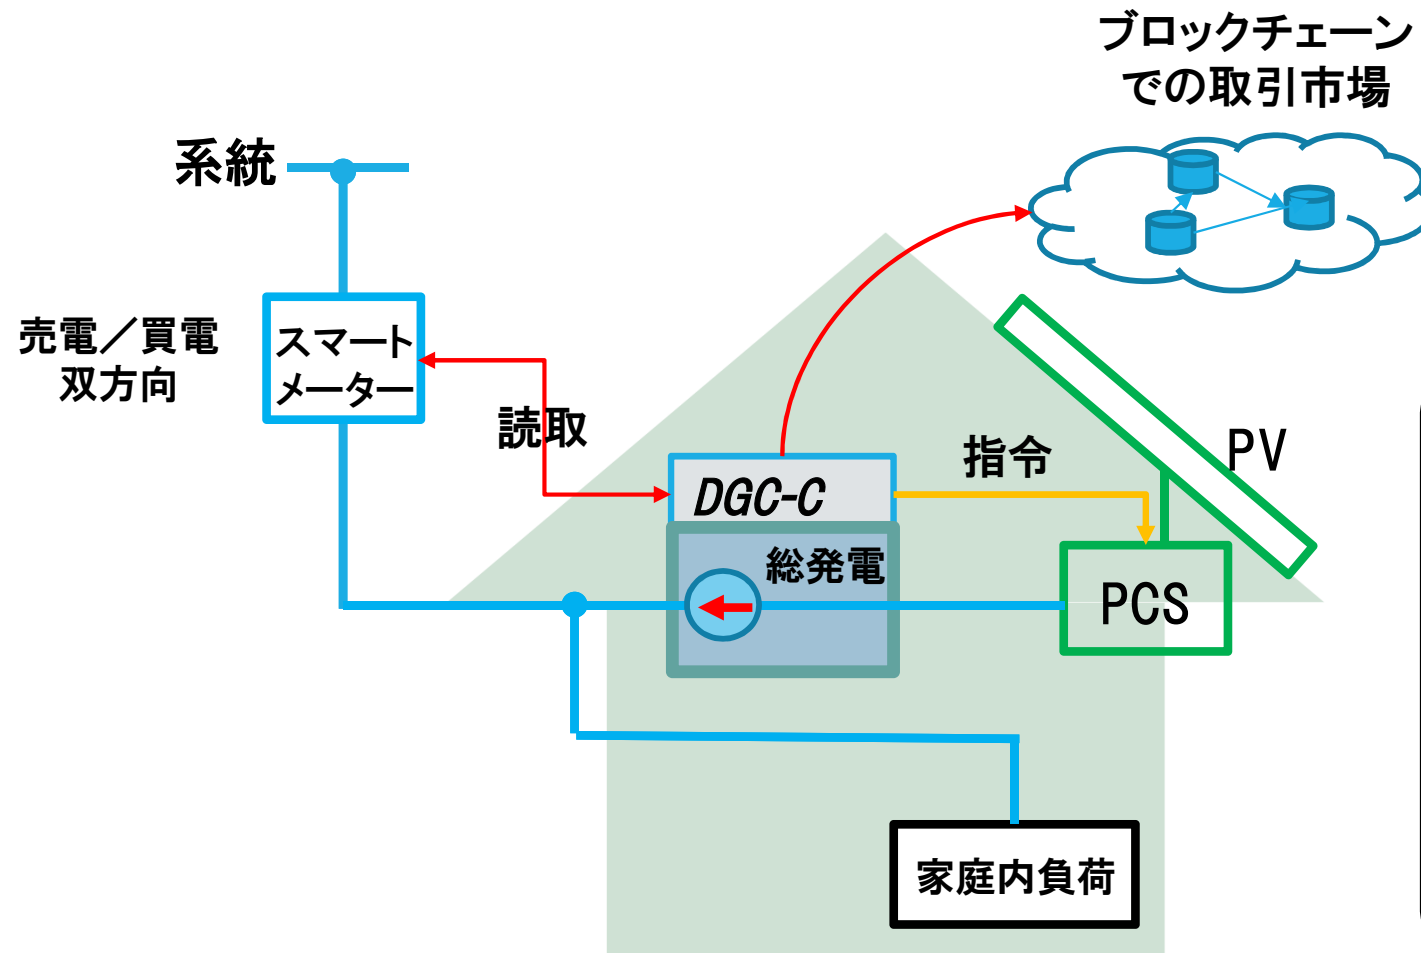 ブロックチェーン
での取引市場
系統
売電／買電
双方向
スマート
メーター
読取
指令
PV
DGC-C
総発電
PCS
家庭内負荷